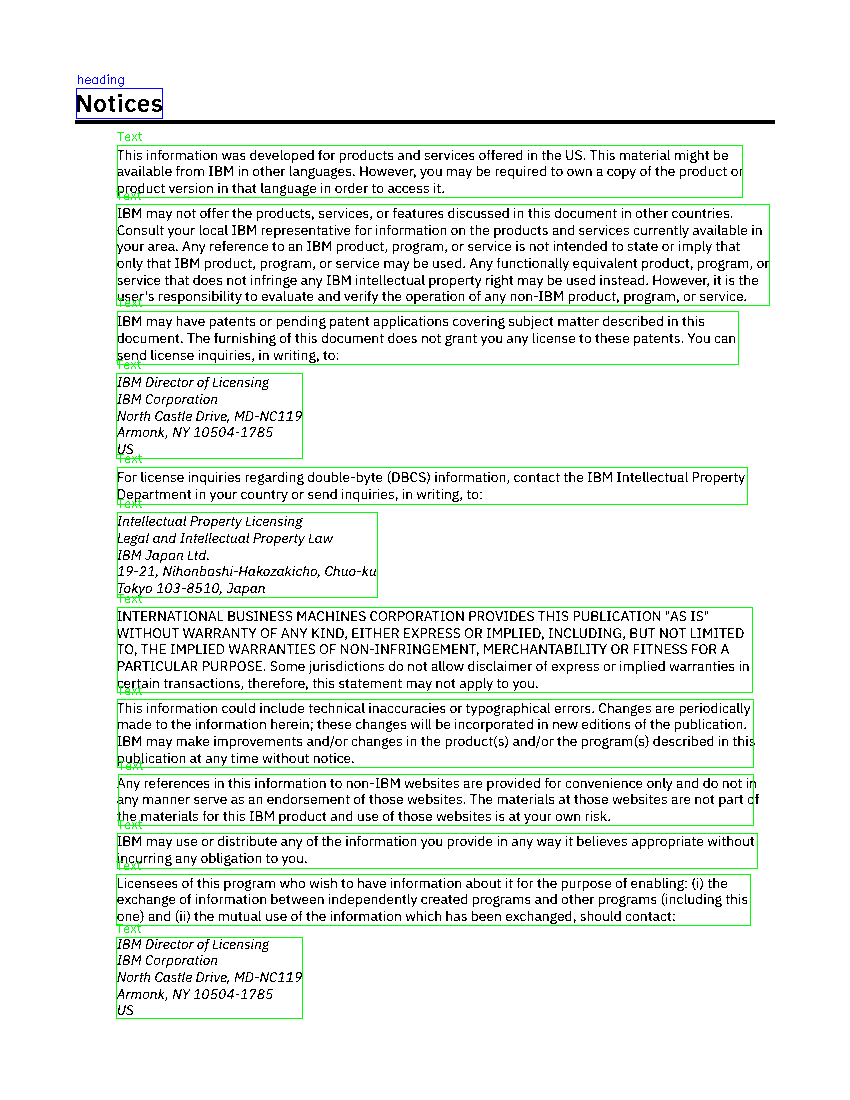 heading
Notices
Text
This information was developed for products and services offered in the US. This material might be
available from IBM in other languages. However, you may be required to own a copy of the product or
product version in that language in order to access it.
Text
IBM may not offer the products, services, or features discussed in this document in other countries.
Consult your local IBM representative for information on the products and services currently available in
your area. Any reference to an IBM product, program, or service is not intended to state or imply that
only that IBM product, program, or service may be used. Any functionally equivalent product, program, or
service that does not infringe any IBM intellectual property right may be used instead. However, it is the
user's responsibility to evaluate and verify the operation of any non-IBM product, program, or service.
Text
IBM may have patents or pending patent applications covering subject matter described in this
document. The furnishing of this document does not grant you any license to these patents. You can
send license inquiries, in writing, to:
Text
IBM Director of Licensing
IBM Corporation
North Castle Drive, MD-NC119
Armonk, NY 10504-1785
US
Text
For license inquiries regarding double-byte (DBCS) information, contact the IBM Intellectual Property
Department in your country or send inquiries, in writing, to:
Text
Intellectual Property Licensing
Legal and Intellectual Property Law
IBM Japan Ltd.
19-21, Nihonbashi-Hakozakicho, Chuo-ku
Tokyo 103-8510, Japan
Text
INTERNATIONAL BUSINESS MACHINES CORPORATION PROVIDES THIS PUBLICATION "AS IS"
WITHOUT WARRANTY OF ANY KIND, EITHER EXPRESS OR IMPLIED, INCLUDING, BUT NOT LIMITED
TO, THE IMPLIED WARRANTIES OF NON-INFRINGEMENT, MERCHANTABILITY OR FITNESS FOR A
PARTICULAR PURPOSE. Some jurisdictions do not allow disclaimer of express or implied warranties in
certain transactions, therefore, this statement may not apply to you.
Text
This information could include technical inaccuracies or typographical errors. Changes are periodically
made to the information herein; these changes will be incorporated in new editions of the publication.
IBM may make improvements and/or changes in the product(s) and/or the program(s) described in this
publication at any time without notice.
Text
Any references in this information to non-IBM websites are provided for convenience only and do not in
any manner serve as an endorsement of those websites. The materials at those websites are not part of
the materials for this IBM product and use of those websites is at your own risk.
Text
IBM may use or distribute any of the information you provide in any way it believes appropriate without
incurring any obligation to you.
Text
Licensees of this program who wish to have information about it for the purpose of enabling: (i) the
exchange of information between independently created programs and other programs (including this
one) and (ii) the mutual use of the information which has been exchanged, should contact:
Text
IBM Director of Licensing
IBM Corporation
North Castle Drive, MD-NC119
Armonk, NY 10504-1785
US